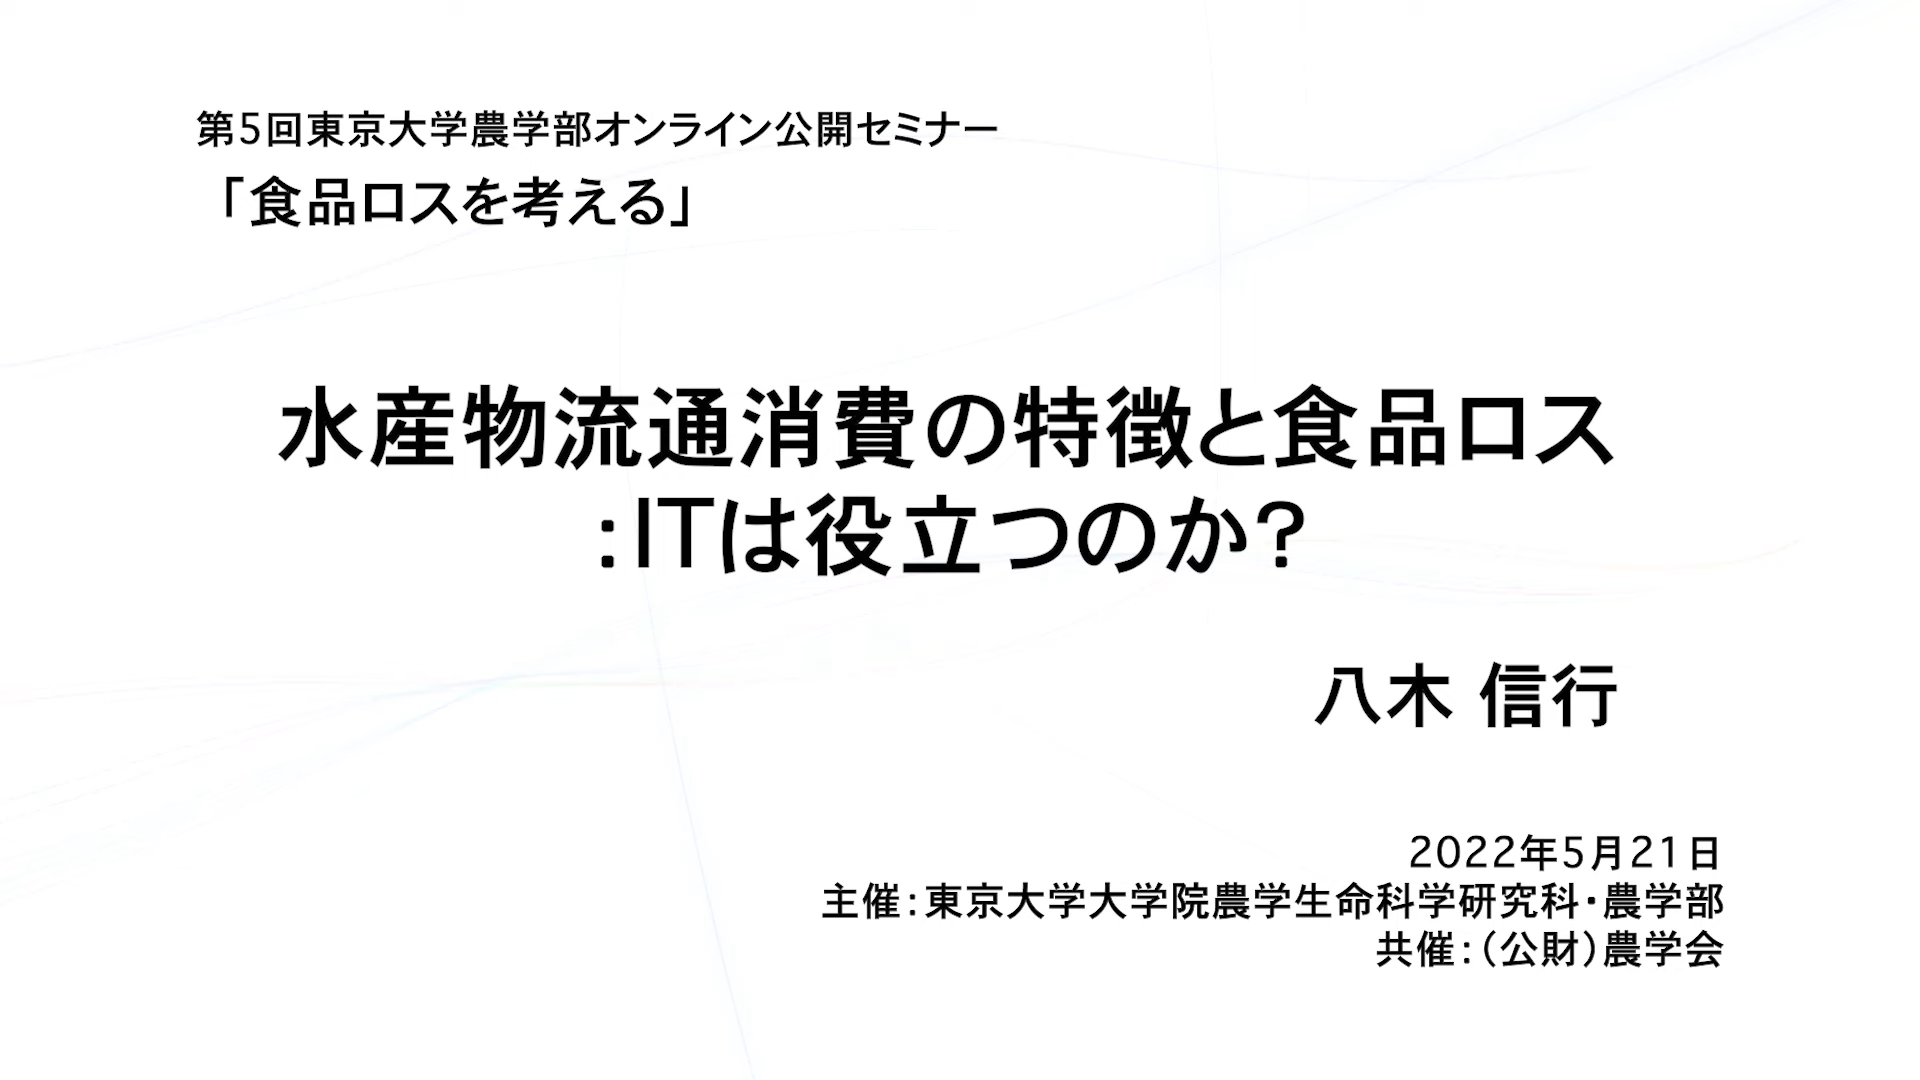 第5回東京大学農学部オンライン公開セミナー
「食品ロスを考える」
水産物流通消費の特徴と食品ロス
：ITは役立つのか？
八木 信行
2022年5月21日
主催：東京大学大学院農学生命科学研究科・農学部
共催：（公財）農学会